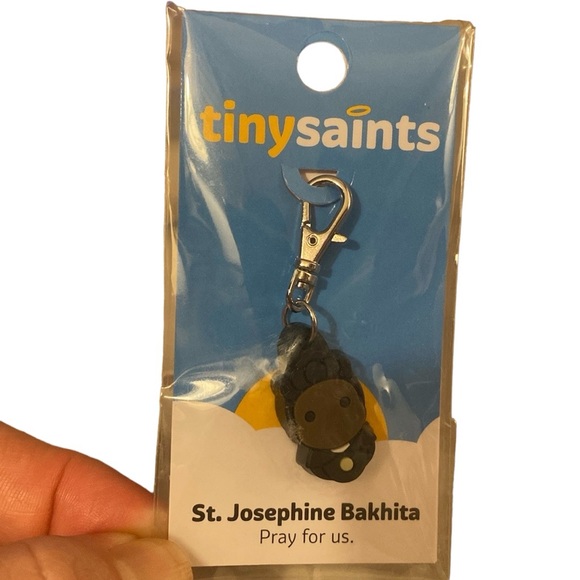 tinysaints
St. Josephine Bakhita
Pray for us.